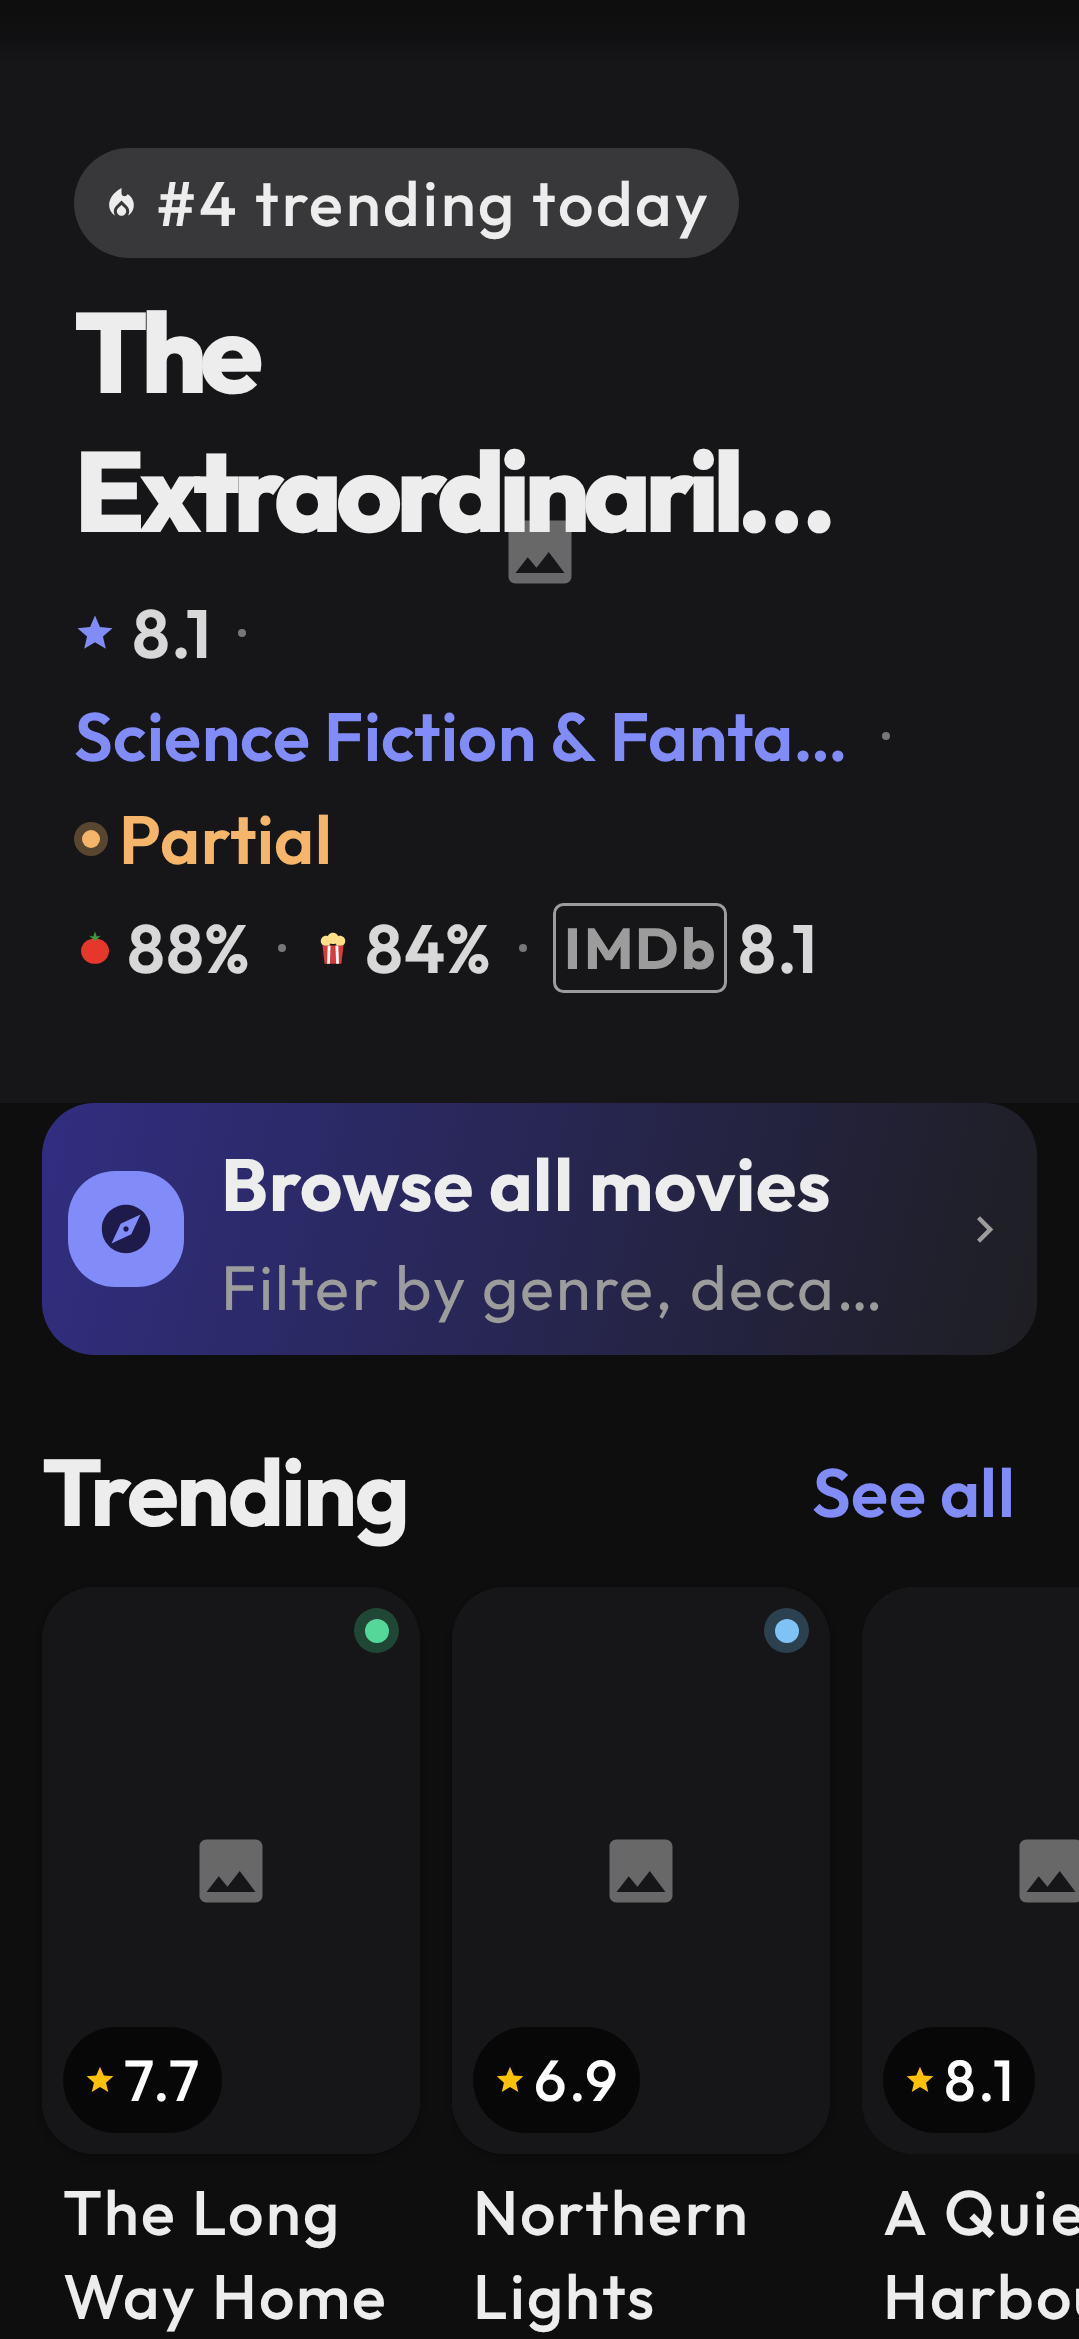 #4 trending today
The
Extraordinaril...
8.1 ·
Science Fiction & Fanta... ·
Partial
88% · 84% · IMDb 8.1
Browse all movies
Filter by genre, deca...
Trending
See all
7.7
6.9
8.1
The Long
Way Home
Northern
Lights
A Quie
Harbou